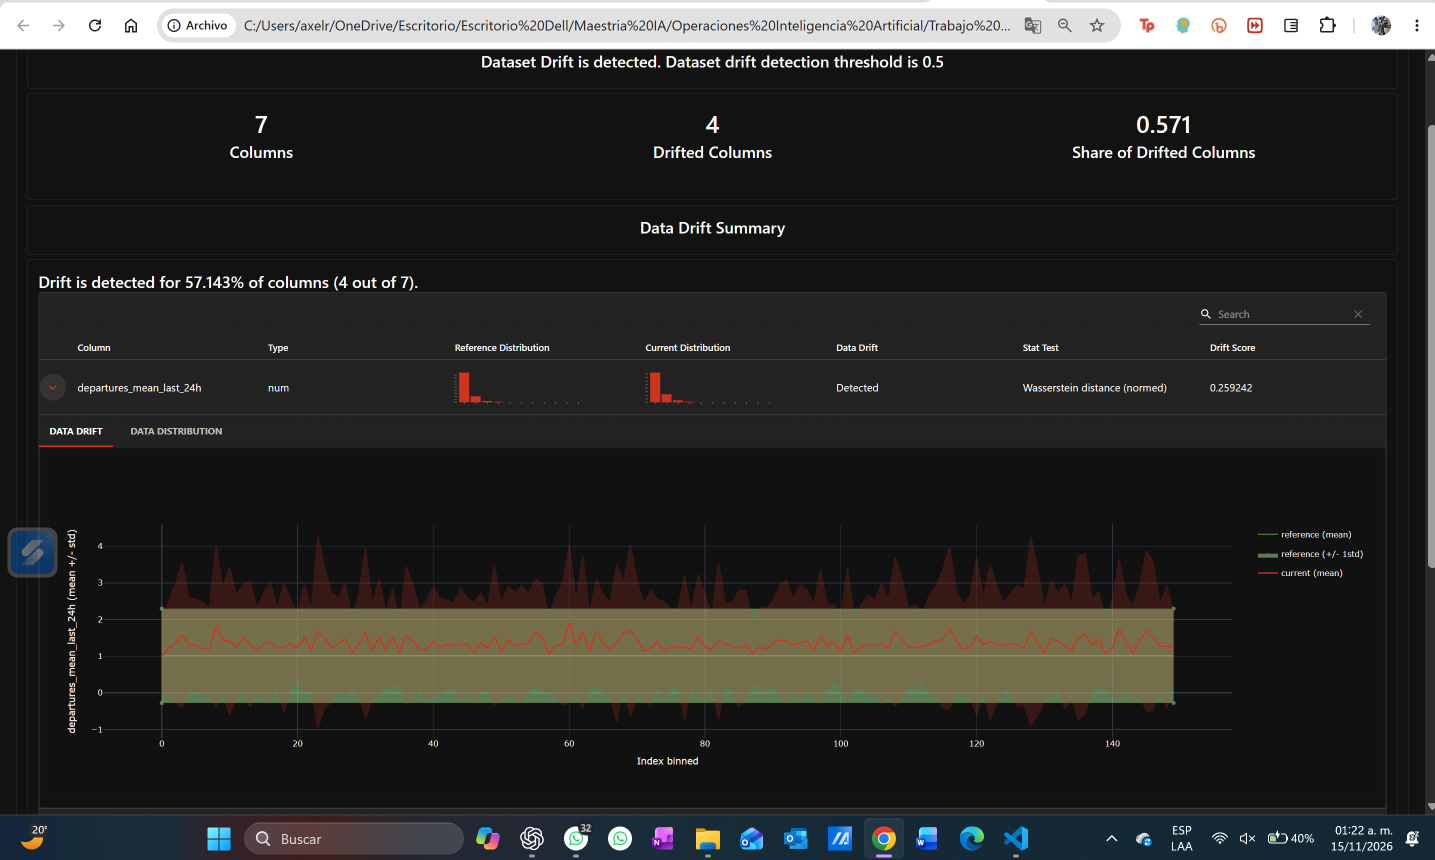 Archivo
C:/Users/axelr/OneDrive/Escritorio/Escritorio%20Dell/Maestria%20IA/Operaciones%20Inteligencia%20Artificial/Trabajo%20...
Dataset Drift is detected. Dataset drift detection threshold is 0.5
7
Columns
4
Drifted Columns
0.571
Share of Drifted Columns
Data Drift Summary
Drift is detected for 57.143% of columns (4 out of 7).
Search
Column Type Reference Distribution Current Distribution Data Drift Stat Test Drift Score
departures_mean_last_24h num Detected Wasserstein distance (normed) 0.259242
DATA DRIFT DATA DISTRIBUTION
departures_mean_last_24h (mean +/- std)
4
3
2
1
0
−1
0 20 40 60 80 100 120 140
Index binned
reference (mean)
reference (+/- 1std)
current (mean)
20°
Buscar
32
ESP
LAA
40%
01:22 a. m.
15/11/2026